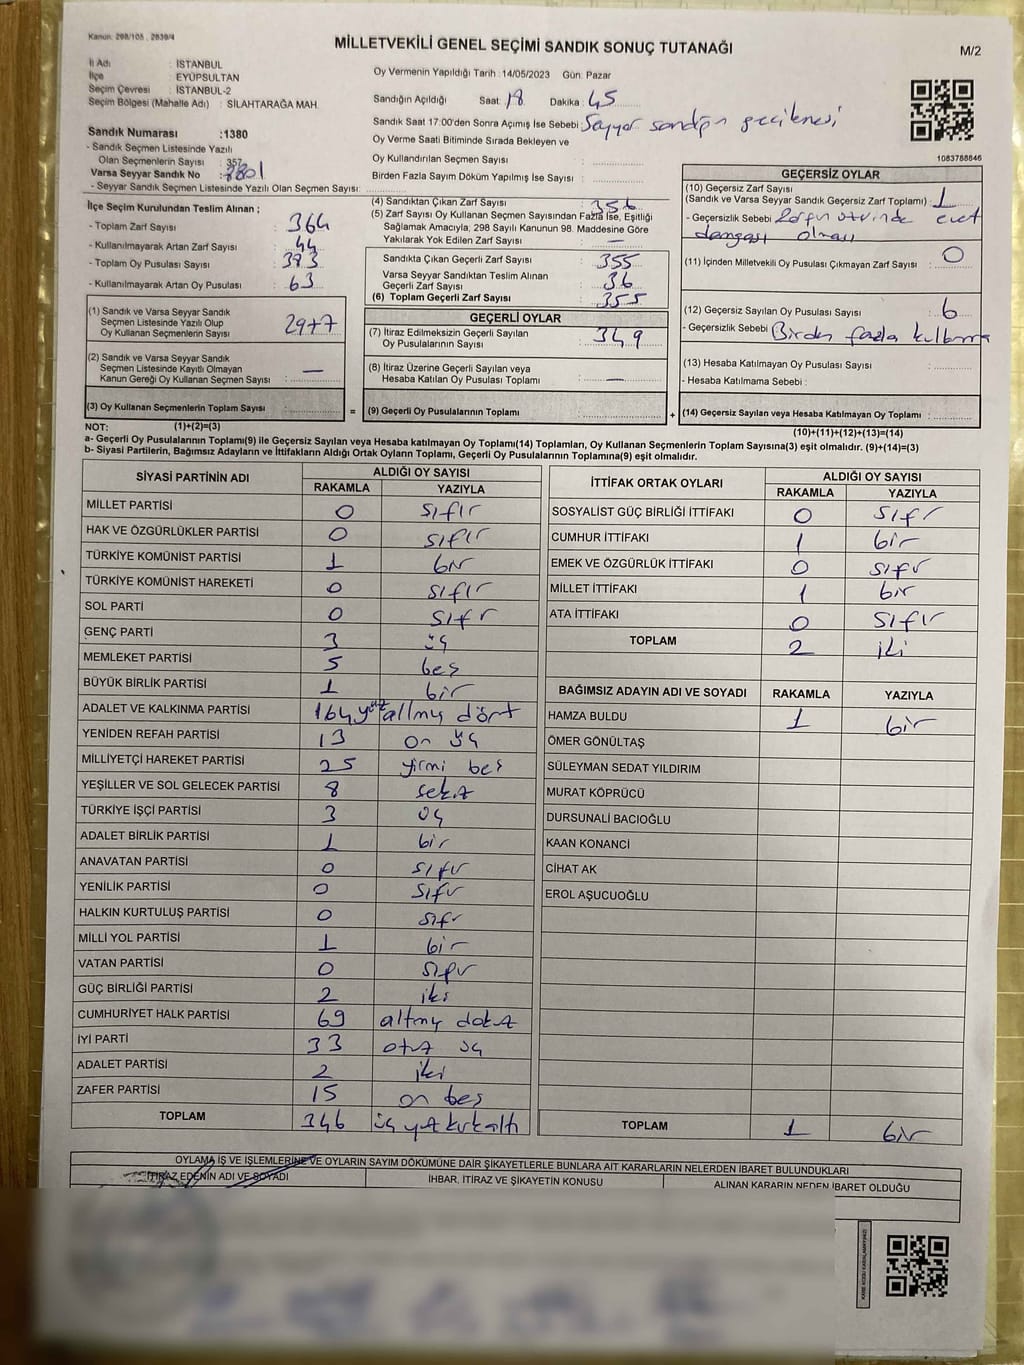 Kanun: 298/105 , 2839/4
MİLLETVEKİLİ GENEL SEÇİMİ SANDIK SONUÇ TUTANAĞI
M/2
İl Adı : İSTANBUL
İlçe : EYÜPSULTAN
Seçim Çevresi : İSTANBUL-2
Seçim Bölgesi (Mahalle Adı) : SİLAHTARAĞA MAH.
Sandık Numarası :1380
- Sandık Seçmen Listesinde Yazılı
Olan Seçmenlerin Sayısı : 357
Varsa Seyyar Sandık No
- Seyyar Sandık Seçmen Listesinde Yazılı Olan Seçmen Sayısı:
Oy Vermenin Yapıldığı Tarih :14/05/2023 Gün: Pazar
Sandığın Açıldığı Saat: 18 Dakika: 45
Sandık Saat 17:00'den Sonra Açımış İse Sebebi: Seyyar sandığın gecikmesi
Oy Verme Saati Bitiminde Sırada Bekleyen ve
Oy Kullandırılan Seçmen Sayısı :
Birden Fazla Sayım Döküm Yapılmış İse Sayısı :
1083788846
İlçe Seçim Kurulundan Teslim Alınan ;
- Toplam Zarf Sayısı : 364
- Kullanılmayarak Artan Zarf Sayısı : 44
- Toplam Oy Pusulası Sayısı : 373
- Kullanılmayarak Artan Oy Pusulası : 63
(4) Sandıktan Çıkan Zarf Sayısı : 356
(5) Zarf Sayısı Oy Kullanan Seçmen Sayısından Fazla İse, Eşitliği
Sağlamak Amacıyla; 298 Sayılı Kanunun 98. Maddesine Göre
Yakılarak Yok Edilen Zarf Sayısı : —
Sandıkta Çıkan Geçerli Zarf Sayısı : 355
Varsa Seyyar Sandıktan Teslim Alınan
Geçerli Zarf Sayısı : 36
(6) Toplam Geçerli Zarf Sayısı : 355
GEÇERSİZ OYLAR
(10) Geçersiz Zarf Sayısı
(Sandık ve Varsa Seyyar Sandık Geçersiz Zarf Toplamı) : 1
- Geçersizlik Sebebi : Zarfın üzerinde evet
damgası olması
(11) İçinden Milletvekili Oy Pusulası Çıkmayan Zarf Sayısı : 0
(12) Geçersiz Sayılan Oy Pusulası Sayısı : 6
- Geçersizlik Sebebi : Birden fazla kullanma
(13) Hesaba Katılmayan Oy Pusulası Sayısı :
- Hesaba Katılmama Sebebi :
(1) Sandık ve Varsa Seyyar Sandık
Seçmen Listesinde Yazılı Olup
Oy Kullanan Seçmenlerin Sayısı : 29+7
(2) Sandık ve Varsa Seyyar Sandık
Seçmen Listesinde Kayıtlı Olmayan
Kanun Gereği Oy Kullanan Seçmen Sayısı : —
GEÇERLİ OYLAR
(7) İtiraz Edilmeksizin Geçerli Sayılan
Oy Pusulalarının Sayısı : 349
(8) İtiraz Üzerine Geçerli Sayılan veya
Hesaba Katılan Oy Pusulası Toplamı : —
(3) Oy Kullanan Seçmenlerin Toplam Sayısı : = (9) Geçerli Oy Pusulalarının Toplamı : + (14) Geçersiz Sayılan veya Hesaba Katılmayan Oy Toplamı :
NOT: (1)+(2)=(3) (10)+(11)+(12)+(13)=(14)
a- Geçerli Oy Pusulalarının Toplamı(9) ile Geçersiz Sayılan veya Hesaba katılmayan Oy Toplamı(14) Toplamları, Oy Kullanan Seçmenlerin Toplam Sayısına(3) eşit olmalıdır. (9)+(14)=(3)
b- Siyasi Partilerin, Bağımsız Adayların ve İttifakların Aldığı Ortak Oyların Toplamı, Geçerli Oy Pusulalarının Toplamına(9) eşit olmalıdır.
SİYASİ PARTİNİN ADI ALDIĞI OY SAYISI
RAKAMLA YAZIYLA
MİLLET PARTİSİ 0 sıfır
HAK VE ÖZGÜRLÜKLER PARTİSİ 0 sıfır
TÜRKİYE KOMÜNİST PARTİSİ 1 bir
TÜRKİYE KOMÜNİST HAREKETİ 0 sıfır
SOL PARTİ 0 sıfır
GENÇ PARTİ 3 üç
MEMLEKET PARTİSİ 5 beş
BÜYÜK BİRLİK PARTİSİ 1 bir
ADALET VE KALKINMA PARTİSİ 164 yüz altmış dört
YENİDEN REFAH PARTİSİ 13 on üç
MİLLİYETÇİ HAREKET PARTİSİ 25 yirmi beş
YEŞİLLER VE SOL GELECEK PARTİSİ 8 sekiz
TÜRKİYE İŞÇİ PARTİSİ 3 üç
ADALET BİRLİK PARTİSİ 1 bir
ANAVATAN PARTİSİ 0 sıfır
YENİLİK PARTİSİ 0 sıfır
HALKIN KURTULUŞ PARTİSİ 0 sıfır
MİLLİ YOL PARTİSİ 1 bir
VATAN PARTİSİ 0 sıfır
GÜÇ BİRLİĞİ PARTİSİ 2 iki
CUMHURİYET HALK PARTİSİ 69 altmış dokuz
İYİ PARTİ 33 otuz üç
ADALET PARTİSİ 2 iki
ZAFER PARTİSİ 15 on beş
TOPLAM 346 üç yüz kırk altı
İTTİFAK ORTAK OYLARI ALDIĞI OY SAYISI
RAKAMLA YAZIYLA
SOSYALİST GÜÇ BİRLİĞİ İTTİFAKI 0 sıfır
CUMHUR İTTİFAKI 1 bir
EMEK VE ÖZGÜRLÜK İTTİFAKI 0 sıfır
MİLLET İTTİFAKI 1 bir
ATA İTTİFAKI 0 sıfır
TOPLAM 2 iki
BAĞIMSIZ ADAYIN ADI VE SOYADI RAKAMLA YAZIYLA
HAMZA BULDU 1 bir
ÖMER GÖNÜLTAŞ
SÜLEYMAN SEDAT YILDIRIM
MURAT KÖPRÜCÜ
DURSUNALİ BACIOĞLU
KAAN KONANCİ
CİHAT AK
EROL AŞUCUOĞLU
TOPLAM 1 bir
OYLAMA İŞ VE İŞLEMLERİNE VE OYLARIN SAYIM DÖKÜMÜNE DAİR ŞİKAYETLERLE BUNLARA AİT KARARLARIN NELERDEN İBARET BULUNDUKLARI
İTİRAZ EDENİN ADI VE SOYADI İHBAR, İTİRAZ VE ŞİKAYETİN KONUSU ALINAN KARARIN NEDEN İBARET OLDUĞU